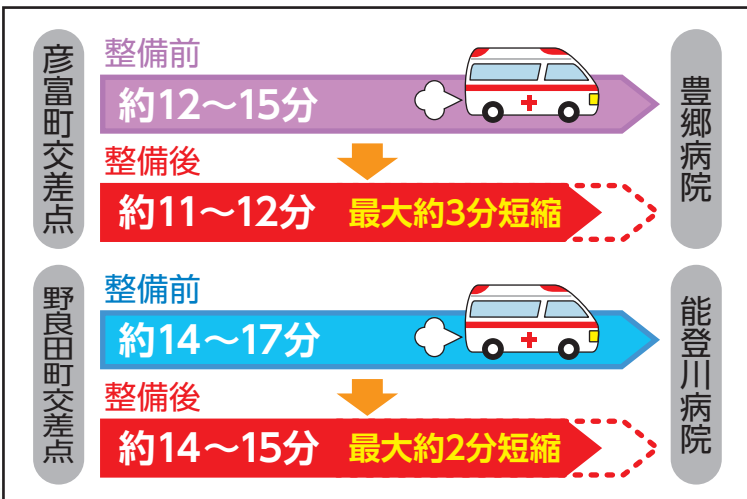 彦富町交差点
整備前
約12～15分
整備後
約11～12分 最大約3分短縮
豊郷病院
野良田町交差点
整備前
約14～17分
整備後
約14～15分 最大約2分短縮
能登川病院